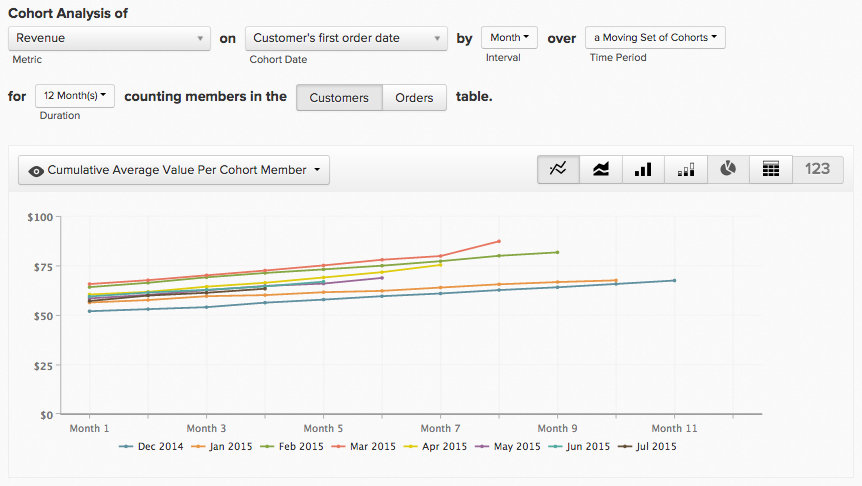 Cohort Analysis of
Revenue on Customer's first order date by Month over a Moving Set of Cohorts
Metric Cohort Date Interval Time Period
for 12 Month(s) counting members in the Customers Orders table.
Duration
Cumulative Average Value Per Cohort Member 123
$100
$75
$50
$25
$0
Month 1 Month 3 Month 5 Month 7 Month 9 Month 11
Dec 2014 Jan 2015 Feb 2015 Mar 2015 Apr 2015 May 2015 Jun 2015 Jul 2015